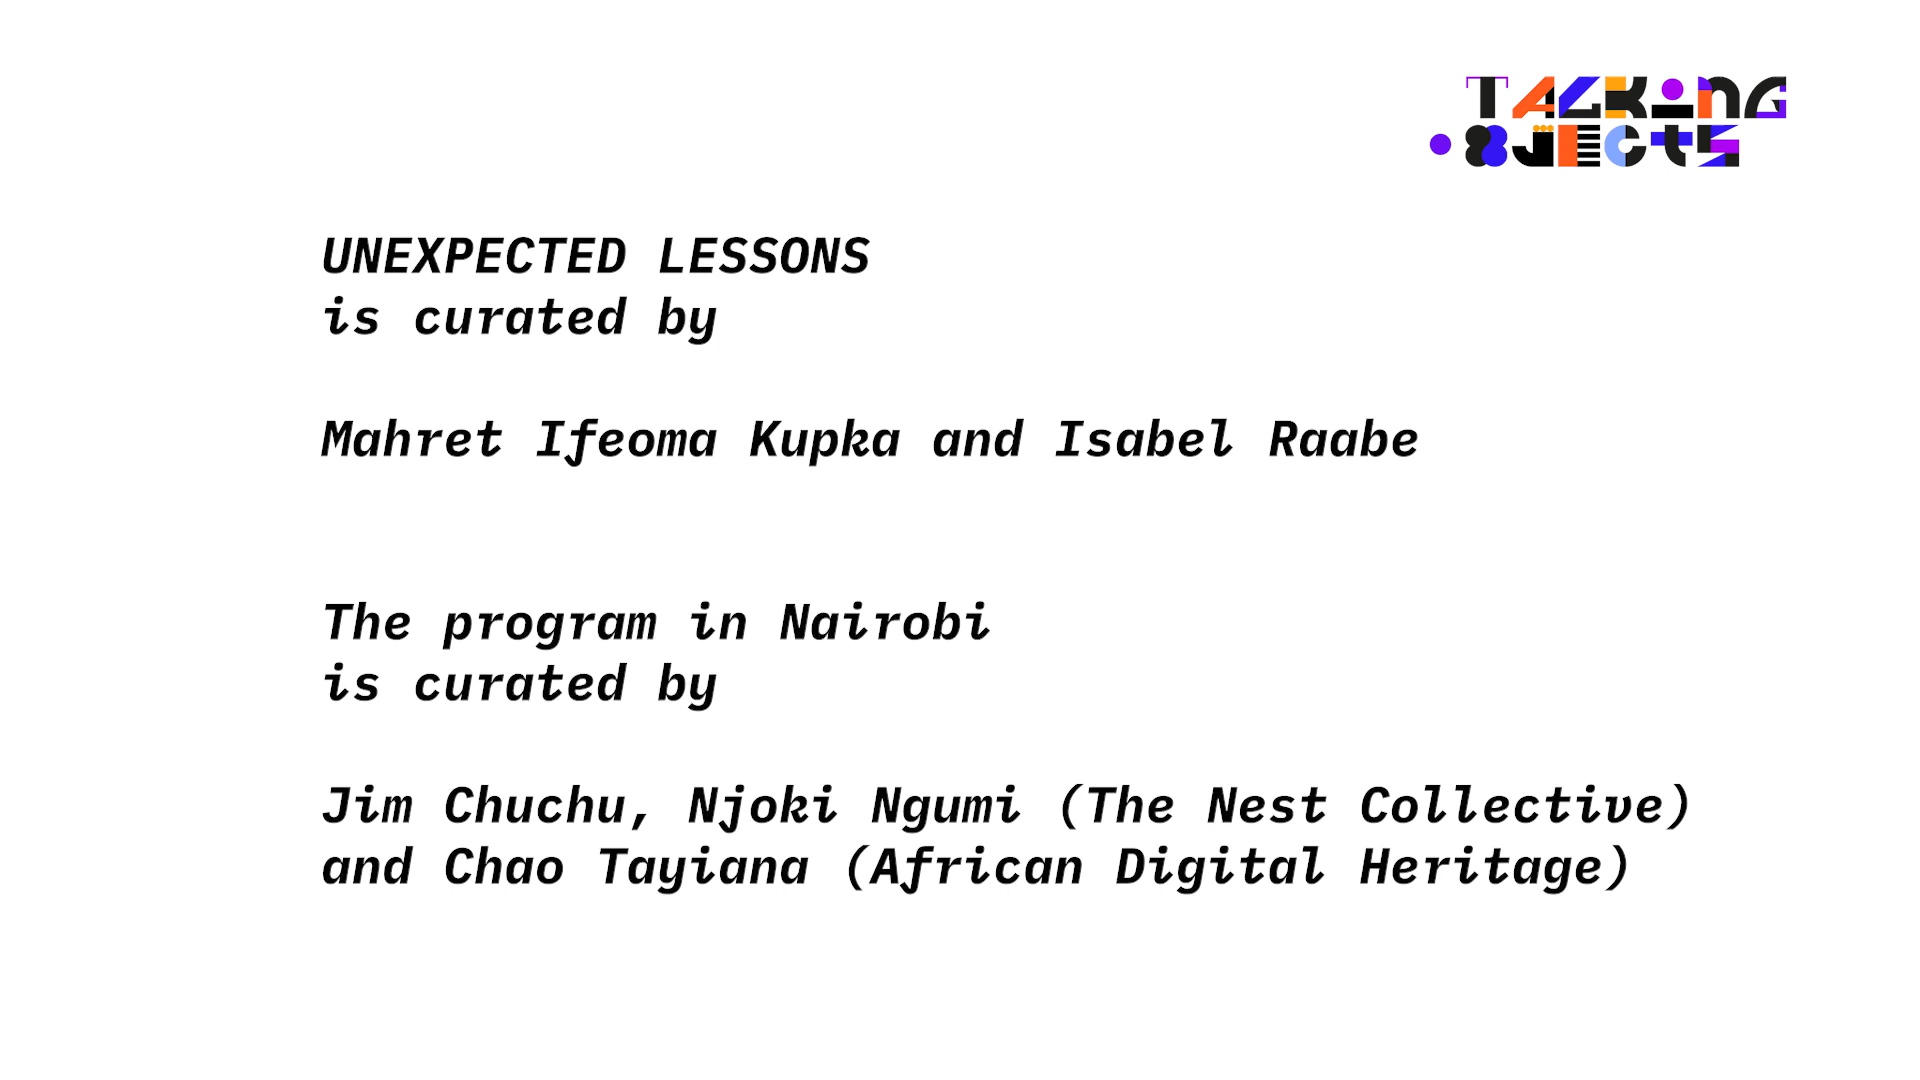 TALKinG
OBJECtS
UNEXPECTED LESSONS
is curated by
Mahret Ifeoma Kupka and Isabel Raabe
The program in Nairobi
is curated by
Jim Chuchu, Njoki Ngumi (The Nest Collective)
and Chao Tayiana (African Digital Heritage)